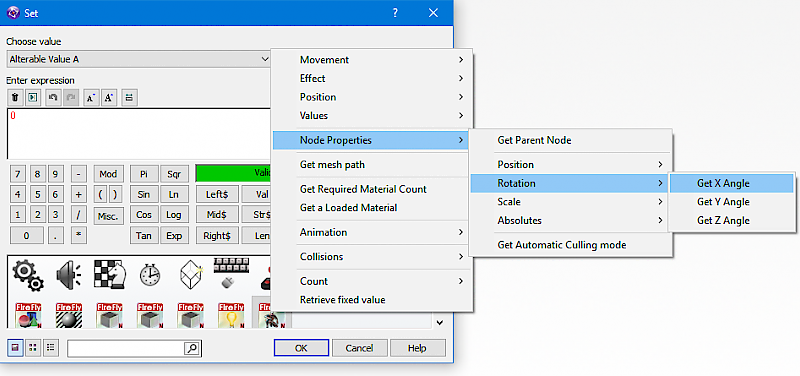 Set
Choose value
Alterable Value A
Enter expression
A A
0
7 8 9 - Mod Pi Sqr
4 5 6 + ( ) Sin Ln Left$ Val
1 2 3 / Misc. Cos Log Mid$ Str$
0 . * Tan Exp Right$ Len
FireFly FireFly FireFly FireFly FireFly FireFly
N N N N
OK Cancel Help
Movement
Effect
Position
Values
Node Properties
Get mesh path
Get Required Material Count
Get a Loaded Material
Animation
Collisions
Count
Retrieve fixed value
Get Parent Node
Position
Rotation
Scale
Absolutes
Get Automatic Culling mode
Get X Angle
Get Y Angle
Get Z Angle